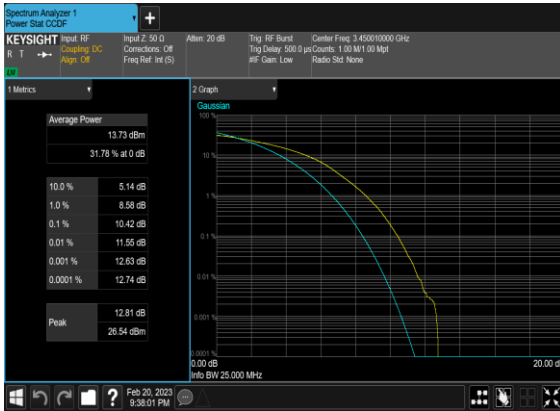 Spectrum Analyzer 1
Power Stat CCDF
+
KEYSIGHT
R T
LV
Input: RF
Coupling: DC
Align: Off
Input Z: 50 Ω
Corrections: Off
Freq Ref: Int (S)
Atten: 20 dB
Trig: RF Burst
Trig Delay: 500.0 µs
#IF Gain: Low
Center Freq: 3.450010000 GHz
Counts: 1.00 M/1.00 Mpt
Radio Std: None
1 Metrics
Average Power
13.73 dBm
31.78 % at 0 dB
10.0 % 5.14 dB
1.0 % 8.58 dB
0.1 % 10.42 dB
0.01 % 11.55 dB
0.001 % 12.63 dB
0.0001 % 12.74 dB
Peak
12.81 dB
26.54 dBm
2 Graph
Gaussian
100 %
10 %
1 %
0.1 %
0.01 %
0.001 %
0.0001 %
0.00 dB
20.00 d
Info BW 25.000 MHz
?
Feb 20, 2023
9:38:01 PM